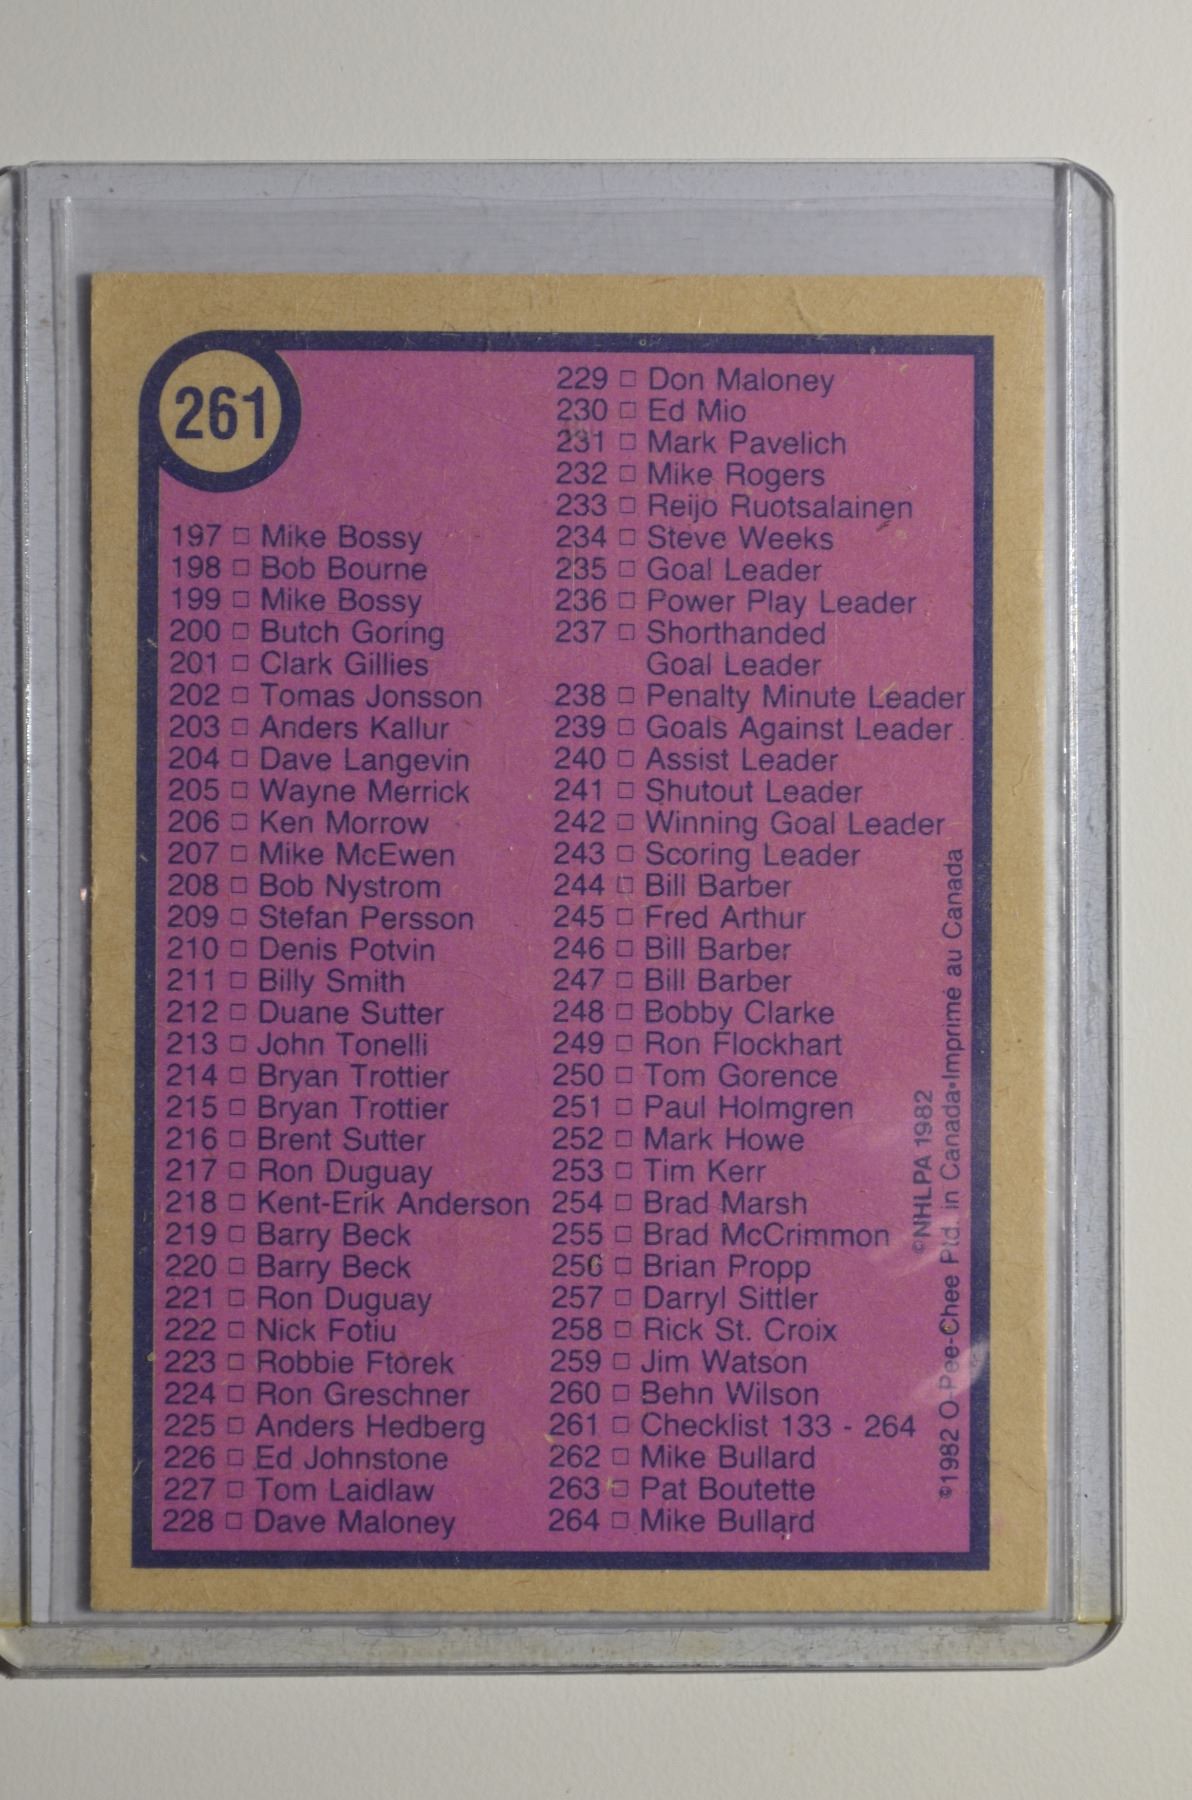 261
197 □ Mike Bossy
198 □ Bob Bourne
199 □ Mike Bossy
200 □ Butch Goring
201 □ Clark Gillies
202 □ Tomas Jonsson
203 □ Anders Kallur
204 □ Dave Langevin
205 □ Wayne Merrick
206 □ Ken Morrow
207 □ Mike McEwen
208 □ Bob Nystrom
209 □ Stefan Persson
210 □ Denis Potvin
211 □ Billy Smith
212 □ Duane Sutter
213 □ John Tonelli
214 □ Bryan Trottier
215 □ Bryan Trottier
216 □ Brent Sutter
217 □ Ron Duguay
218 □ Kent-Erik Anderson
219 □ Barry Beck
220 □ Barry Beck
221 □ Ron Duguay
222 □ Nick Fotiu
223 □ Robbie Ftorek
224 □ Ron Greschner
225 □ Anders Hedberg
226 □ Ed Johnstone
227 □ Tom Laidlaw
228 □ Dave Maloney
229 □ Don Maloney
230 □ Ed Mio
231 □ Mark Pavelich
232 □ Mike Rogers
233 □ Reijo Ruotsalainen
234 □ Steve Weeks
235 □ Goal Leader
236 □ Power Play Leader
237 □ Shorthanded
Goal Leader
238 □ Penalty Minute Leader
239 □ Goals Against Leader
240 □ Assist Leader
241 □ Shutout Leader
242 □ Winning Goal Leader
243 □ Scoring Leader
244 □ Bill Barber
245 □ Fred Arthur
246 □ Bill Barber
247 □ Bill Barber
248 □ Bobby Clarke
249 □ Ron Flockhart
250 □ Tom Gorence
251 □ Paul Holmgren
252 □ Mark Howe
253 □ Tim Kerr
254 □ Brad Marsh
255 □ Brad McCrimmon
256 □ Brian Propp
257 □ Darryl Sittler
258 □ Rick St. Croix
259 □ Jim Watson
260 □ Behn Wilson
261 □ Checklist 133 - 264
262 □ Mike Bullard
263 □ Pat Boutette
264 □ Mike Bullard
©NHLPA 1982
©1982 O-Pee-Chee Ptd. in Canada•Imprimé au Canada